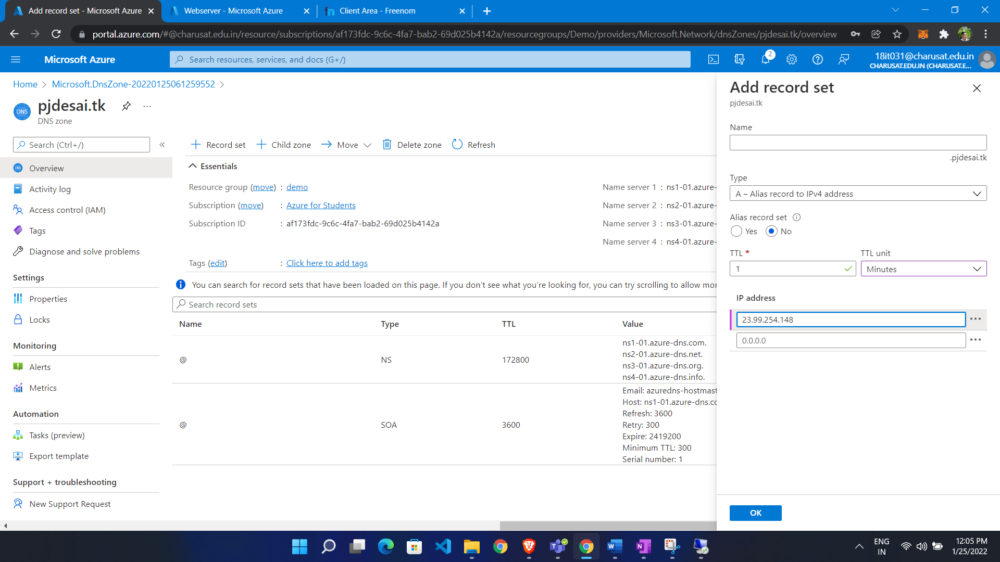 Add record set - Microsoft Azure
Webserver - Microsoft Azure
Client Area - Freenom
portal.azure.com/#@charusat.edu.in/resource/subscriptions/af173fdc-9c6c-4fa7-bab2-69d025b4142a/resourcegroups/Demo/providers/Microsoft.Network/dnsZones/pjdesai.tk/overview
Microsoft Azure
Search resources, services, and docs (G+/)
2
18it031@charusat.edu.in
CHARUSAT.EDU.IN (CHARUSAT.E...
Home > Microsoft.DnsZone-20220125061259552 >
DNS
pjdesai.tk
DNS zone
Search (Ctrl+/)
Overview
Activity log
Access control (IAM)
Tags
Diagnose and solve problems
Settings
Properties
Locks
Monitoring
Alerts
Metrics
Automation
Tasks (preview)
Export template
Support + troubleshooting
New Support Request
Record set
Child zone
Move
Delete zone
Refresh
Essentials
Resource group (move) : demo
Subscription (move) : Azure for Students
Subscription ID : af173fdc-9c6c-4fa7-bab2-69d025b4142a
Name server 1 : ns1-01.azure-
Name server 2 : ns2-01.azure-
Name server 3 : ns3-01.azure-
Name server 4 : ns4-01.azure-
Tags (edit) : Click here to add tags
You can search for record sets that have been loaded on this page. If you don't see what you're looking for, you can try scrolling to allow mor
Search record sets
Name Type TTL Value
@ NS 172800
ns1-01.azure-dns.com.
ns2-01.azure-dns.net.
ns3-01.azure-dns.org.
ns4-01.azure-dns.info.
@ SOA 3600
Email: azuredns-hostmast
Host: ns1-01.azure-dns.co
Refresh: 3600
Retry: 300
Expire: 2419200
Minimum TTL: 300
Serial number: 1
Add record set
pjdesai.tk
Name
.pjdesai.tk
Type
A – Alias record to IPv4 address
Alias record set
Yes No
TTL * TTL unit
1 Minutes
IP address
23.99.254.148
0.0.0.0
OK
ENG
IN
12:05 PM
1/25/2022